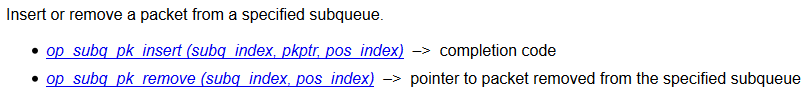 Insert or remove a packet from a specified subqueue.
• op_subq_pk_insert (subq_index, pkptr, pos_index) –> completion code
• op_subq_pk_remove (subq_index, pos_index) –> pointer to packet removed from the specified subqueue